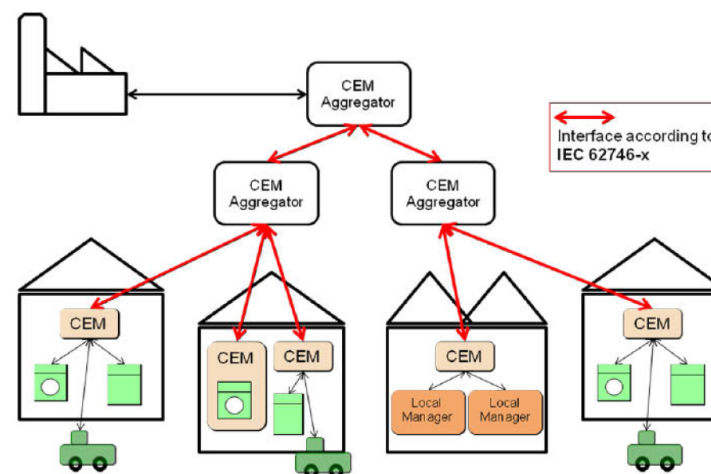 CEM
Aggregator
Interface according to
IEC 62746-x
CEM
Aggregator
CEM
Aggregator
CEM
CEM
CEM
CEM
Local
Manager
Local
Manager
CEM